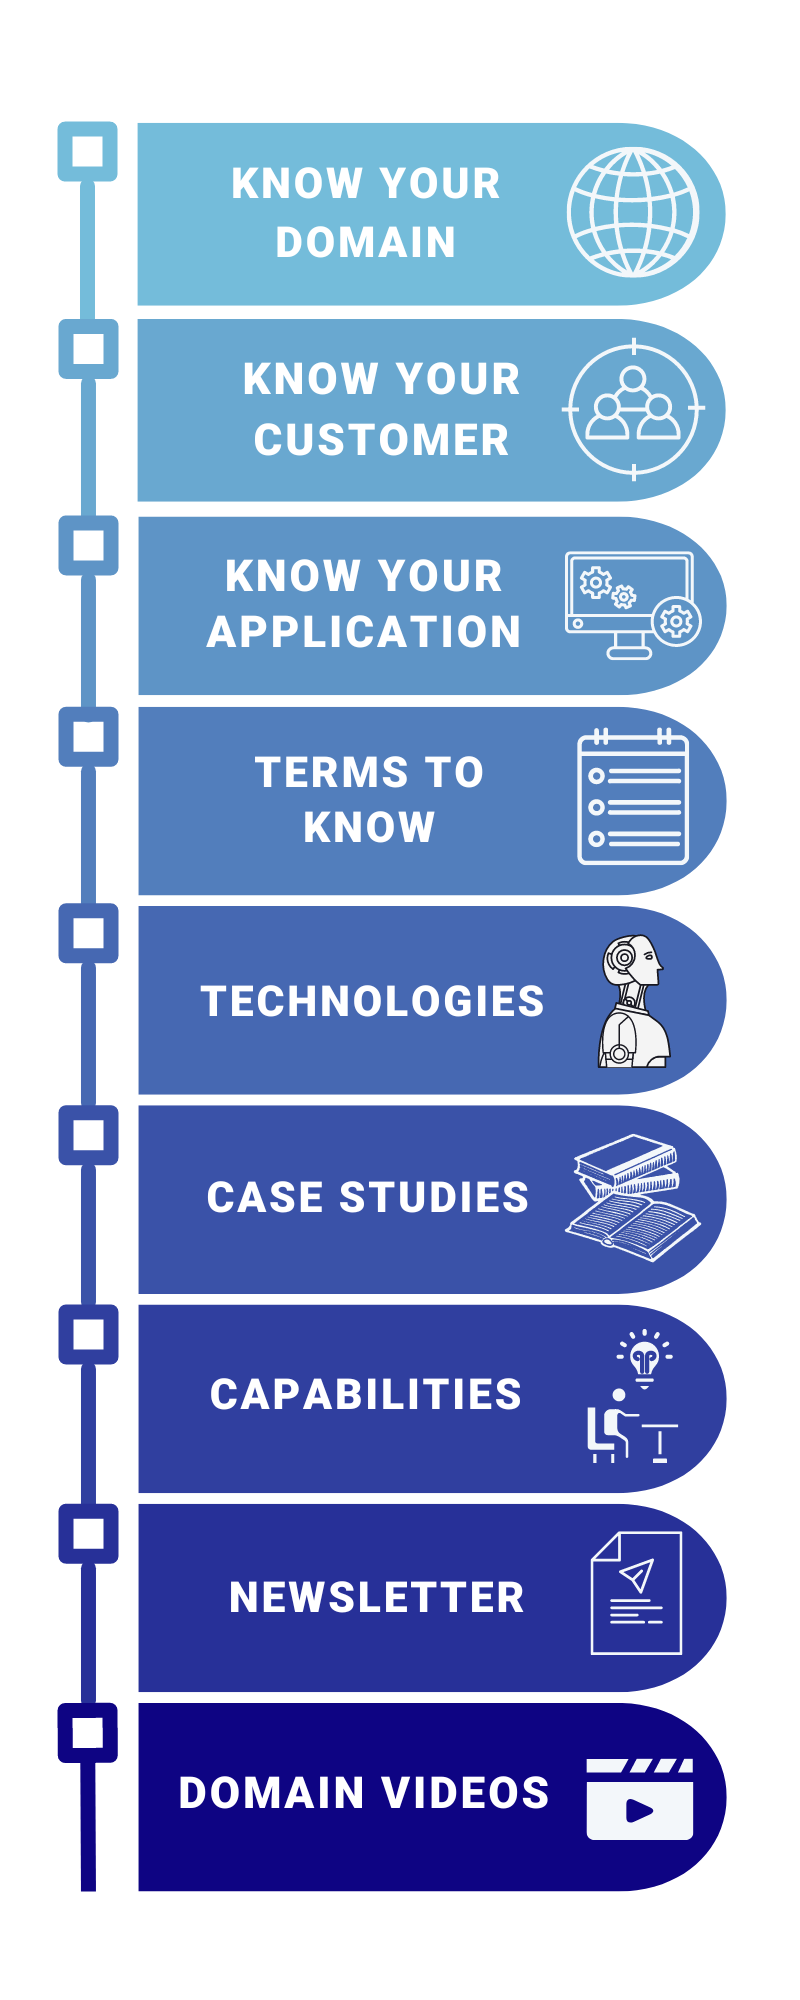 KNOW YOUR
DOMAIN
KNOW YOUR
CUSTOMER
KNOW YOUR
APPLICATION
TERMS TO
KNOW
TECHNOLOGIES
CASE STUDIES
CAPABILITIES
NEWSLETTER
DOMAIN VIDEOS